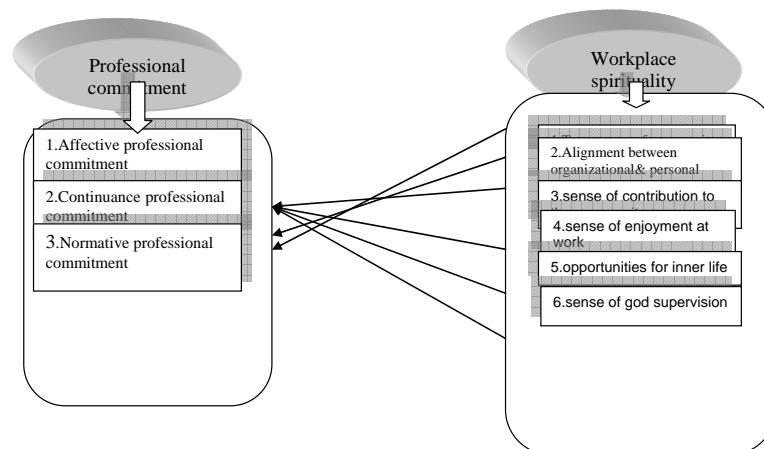 Professional
commitment
1.Affective professional
commitment
2.Continuance professional
commitment
3.Normative professional
commitment
Workplace
spirituality
2.Alignment between
organizational& personal
3.sense of contribution to
4.sense of enjoyment at
work
5.opportunities for inner life
6.sense of god supervision